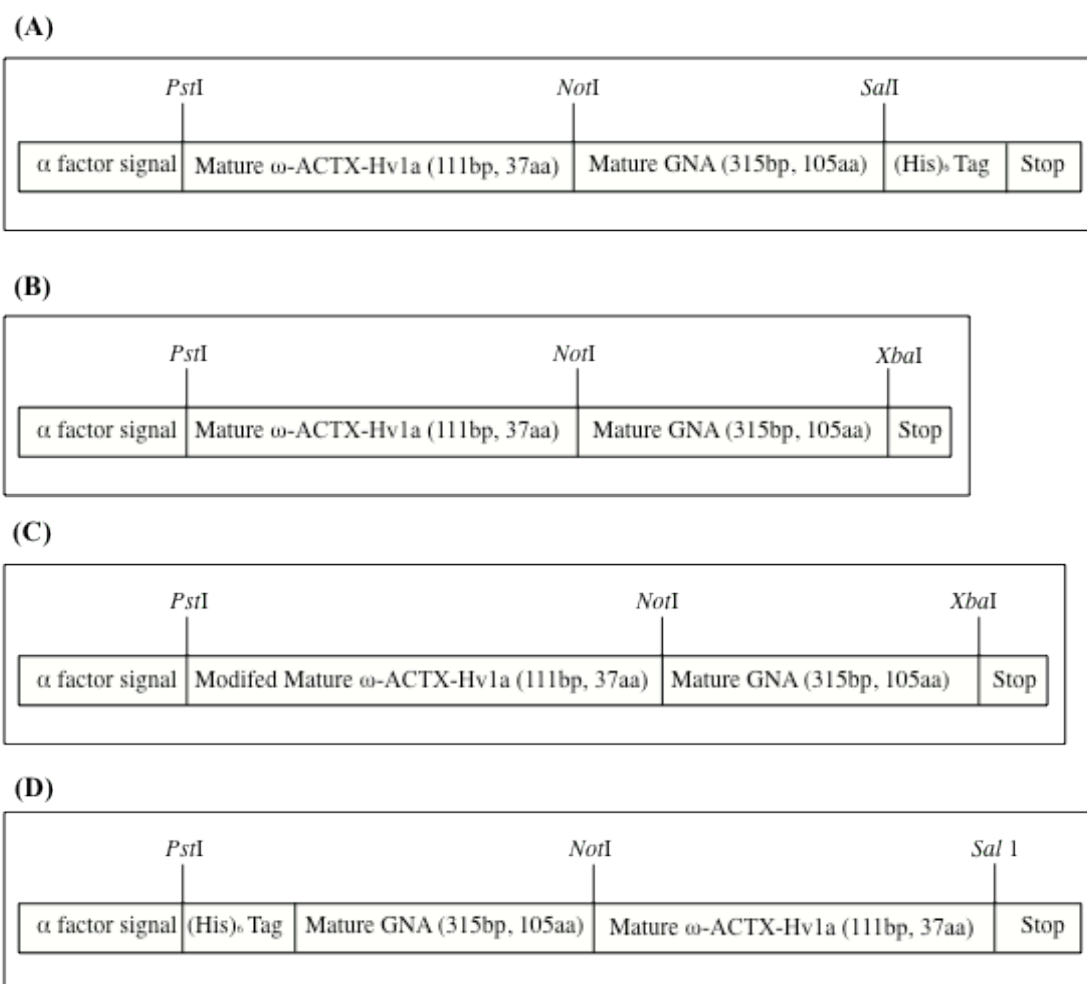 (A)
PstI NotI SalI
α factor signal Mature ω-ACTX-Hv1a (111bp, 37aa) Mature GNA (315bp, 105aa) (His)₆ Tag Stop
(B)
PstI NotI XbaI
α factor signal Mature ω-ACTX-Hv1a (111bp, 37aa) Mature GNA (315bp, 105aa) Stop
(C)
PstI NotI XbaI
α factor signal Modifed Mature ω-ACTX-Hv1a (111bp, 37aa) Mature GNA (315bp, 105aa) Stop
(D)
PstI NotI Sal 1
α factor signal (His)₆ Tag Mature GNA (315bp, 105aa) Mature ω-ACTX-Hv1a (111bp, 37aa) Stop